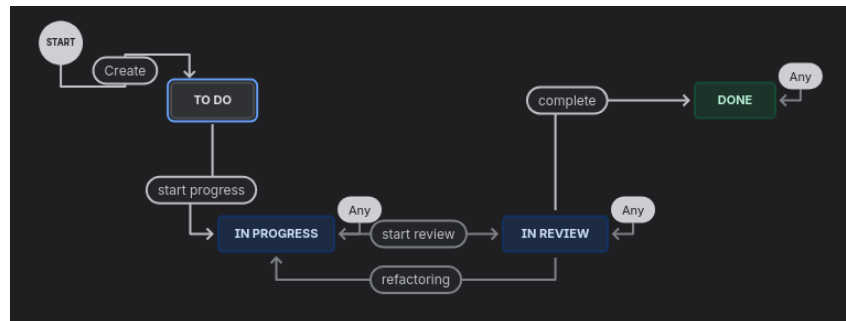 START
Create
TO DO
Any
complete
DONE
start progress
Any
Any
IN PROGRESS
start review
IN REVIEW
refactoring